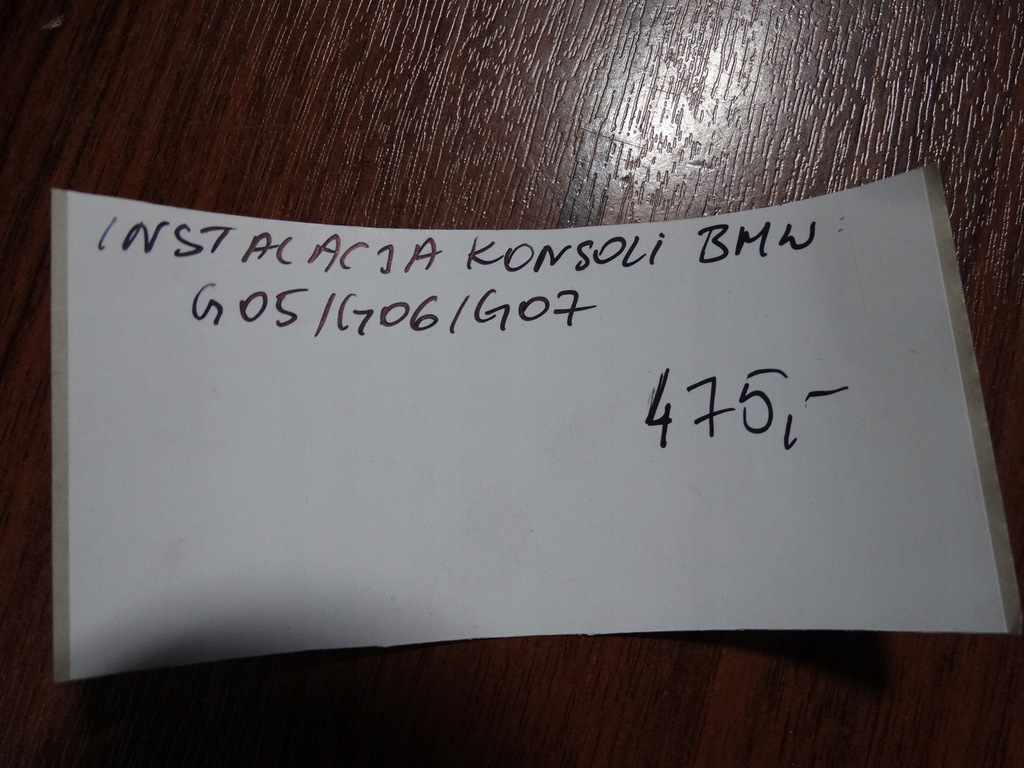 INSTALACJA KONSOLI BMW
G05/G06/G07
475,-